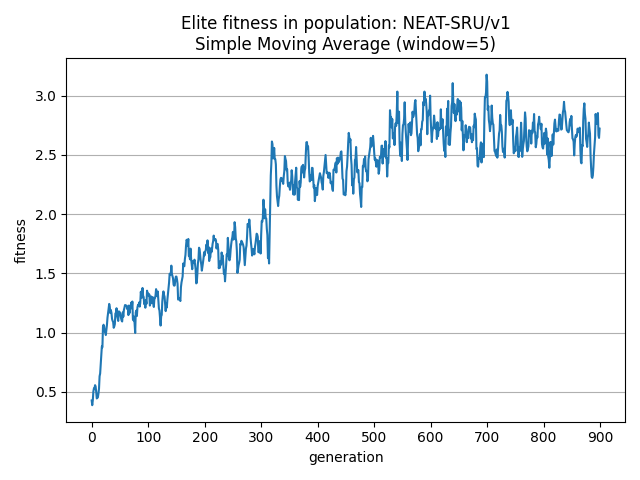 Elite fitness in population: NEAT-SRU/v1
Simple Moving Average (window=5)
fitness
3.0
2.5
2.0
1.5
1.0
0.5
0 100 200 300 400 500 600 700 800 900
generation